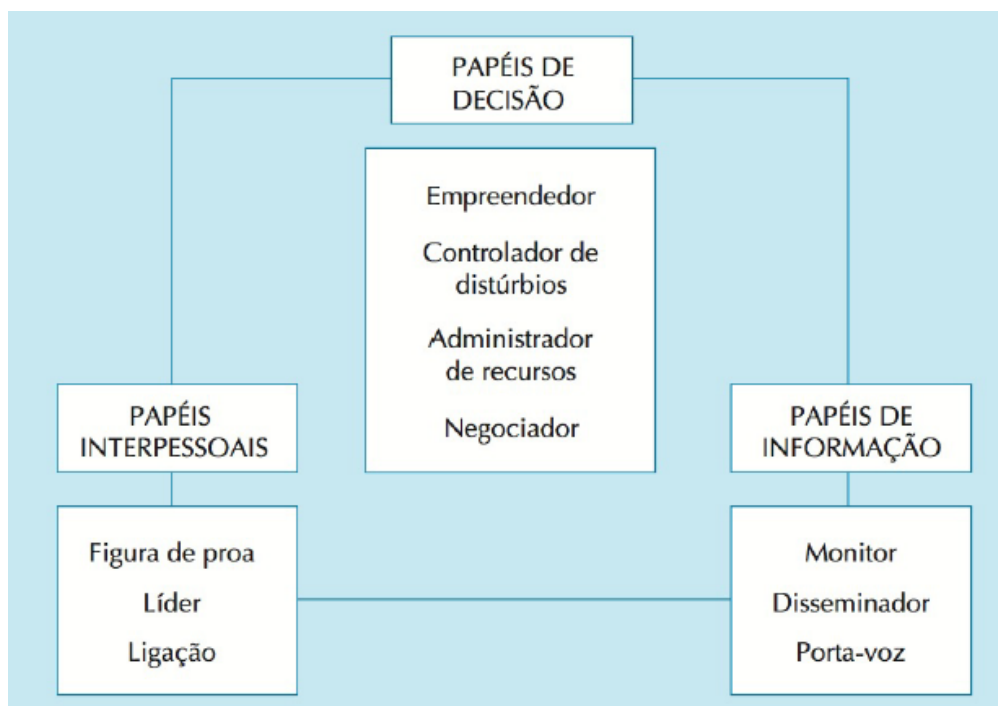 PAPÉIS DE
DECISÃO
Empreendedor
Controlador de
distúrbios
Administrador
de recursos
Negociador
PAPÉIS
INTERPESSOAIS
Figura de proa
Líder
Ligação
PAPÉIS DE
INFORMAÇÃO
Monitor
Disseminador
Porta-voz